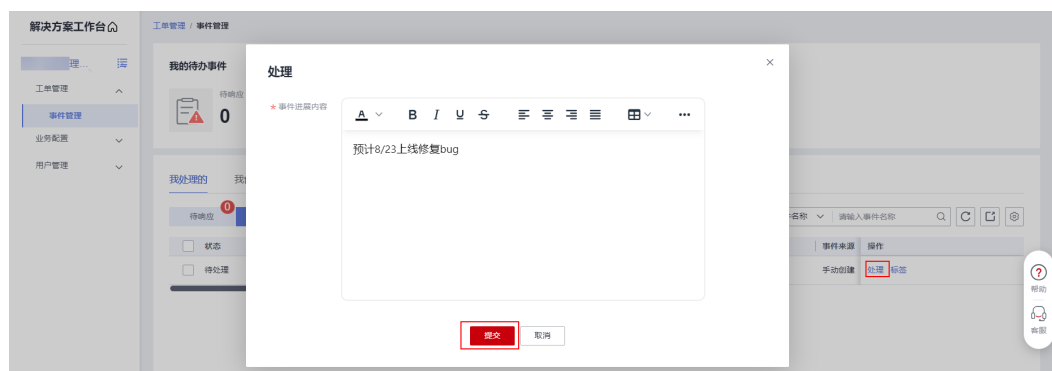 解决方案工作台
工单管理 / 事件管理
理...
工单管理
事件管理
业务配置
用户管理
我的待办事件
待响应
0
处理
* 事件进展内容
A B I U S
预计8/23上线修复bug
提交 取消
我处理的
待响应 0
件名称 请输入事件名称
状态 事件来源 操作
待处理 手动创建 处理 标签
帮助
客服